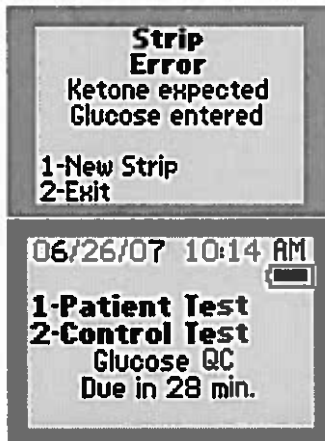 Strip
Error
Ketone expected
Glucose entered
1-New Strip
2-Exit
06/26/07 10:14 AM
1-Patient Test
2-Control Test
Glucose QC
Due in 28 min.